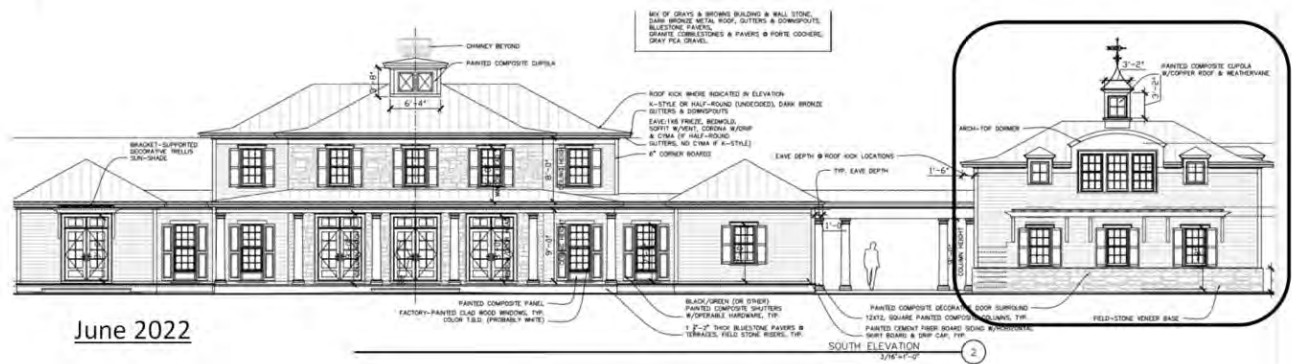 MIX OF GRAYS & BROWNS BUILDING & WALL STONE,
DARK BRONZE METAL ROOF, GUTTERS & DOWNSPOUTS,
BLUESTONE PAVERS,
GRANITE COBBLESTONES & PAVERS @ PORTE COCHERE,
GRAY PEA GRAVEL.
CHIMNEY BEYOND
PAINTED COMPOSITE CUPOLA
6'-4"
3'-2"
3'-2"
PAINTED COMPOSITE CUPOLA
W/COPPER ROOF & WEATHERVANE
ROOF KICK WHERE INDICATED IN ELEVATION
K-STYLE OR HALF-ROUND (UNDECIDED), DARK BRONZE
GUTTERS & DOWNSPOUTS
EAVE: 1X8 FRIEZE, BEDMOLD,
SOFFIT W/VENT, CORONA W/DRIP
& CYMA (IF HALF-ROUND
GUTTERS, NO CYMA IF K-STYLE)
6" CORNER BOARDS
ARCH-TOP DORMER
BRACKET-SUPPORTED
DECORATIVE TRELLIS
SUN-SHADE
EAVE DEPTH @ ROOF KICK LOCATIONS
1'-6"
TYP. EAVE DEPTH
8'-0"
9'-0"
1'-0"
COLUMN HEIGHT
PAINTED COMPOSITE PANEL
FACTORY-PAINTED CLAD WOOD WINDOWS, TYP.
COLOR T.B.D. (PROBABLY WHITE)
BLACK/GREEN (OR OTHER)
PAINTED COMPOSITE SHUTTERS
W/OPERABLE HARDWARE, TYP.
THICK BLUESTONE PAVERS @
TERRACES, FIELD STONE RISERS, TYP.
PAINTED COMPOSITE DECORATIVE DOOR SURROUND
12X12, SQUARE PAINTED COMPOSITE COLUMNS, TYP.
PAINTED CEMENT FIBER BOARD SIDING W/HORIZONTAL
SKIRT BOARD & DRIP CAP, TYP.
FIELD-STONE VENEER BASE
June 2022
SOUTH ELEVATION
3/16"=1'-0"
2